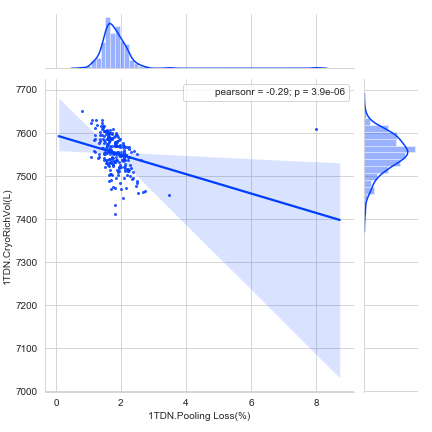 pearsonr = -0.29; p = 3.9e-06
7700
7600
7500
7400
7300
7200
7100
7000
1TDN.CryoRichVol(L)
0 2 4 6 8
1TDN.Pooling Loss(%)